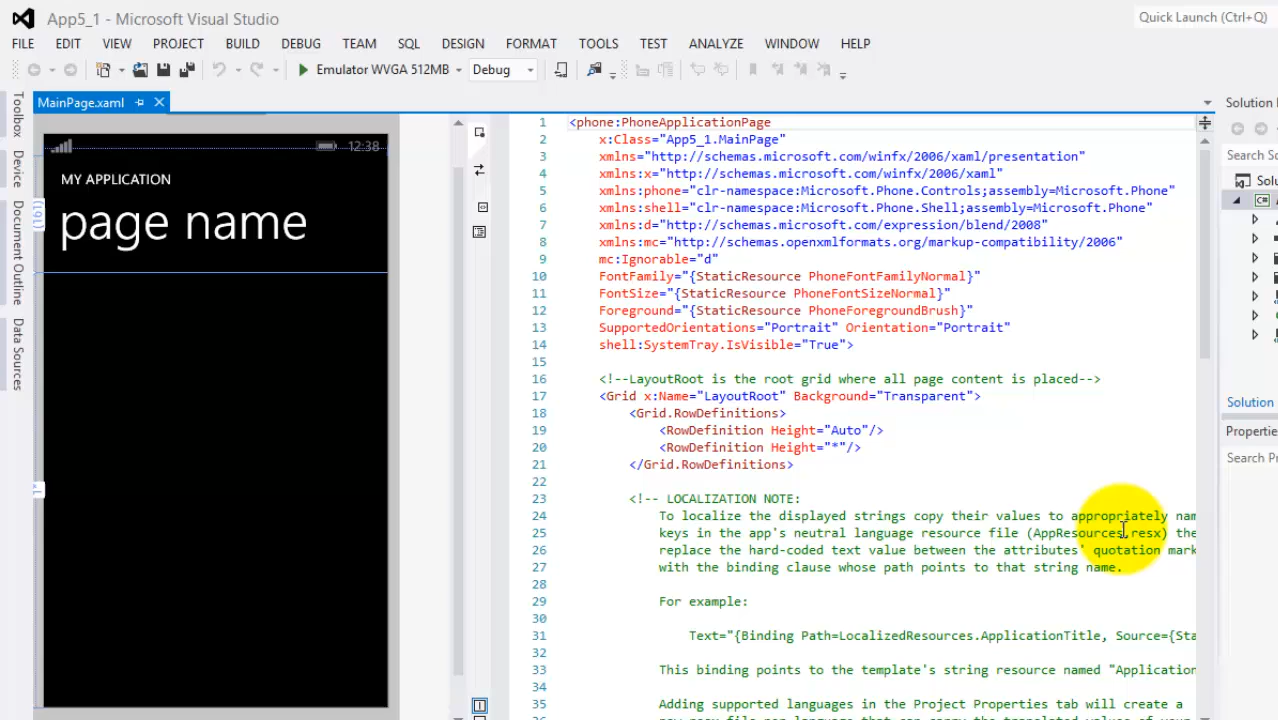 App5_1 - Microsoft Visual Studio
Quick Launch (Ctrl+Q)
FILE EDIT VIEW PROJECT BUILD DEBUG TEAM SQL DESIGN FORMAT TOOLS TEST ANALYZE WINDOW HELP
Emulator WVGA 512MB Debug
MainPage.xaml
Toolbox
Device
Document Outline
Data Sources
12:38
MY APPLICATION
page name
1 <phone:PhoneApplicationPage
2 x:Class="App5_1.MainPage"
3 xmlns="http://schemas.microsoft.com/winfx/2006/xaml/presentation"
4 xmlns:x="http://schemas.microsoft.com/winfx/2006/xaml"
5 xmlns:phone="clr-namespace:Microsoft.Phone.Controls;assembly=Microsoft.Phone"
6 xmlns:shell="clr-namespace:Microsoft.Phone.Shell;assembly=Microsoft.Phone"
7 xmlns:d="http://schemas.microsoft.com/expression/blend/2008"
8 xmlns:mc="http://schemas.openxmlformats.org/markup-compatibility/2006"
9 mc:Ignorable="d"
10 FontFamily="{StaticResource PhoneFontFamilyNormal}"
11 FontSize="{StaticResource PhoneFontSizeNormal}"
12 Foreground="{StaticResource PhoneForegroundBrush}"
13 SupportedOrientations="Portrait" Orientation="Portrait"
14 shell:SystemTray.IsVisible="True">
15
16 <!--LayoutRoot is the root grid where all page content is placed-->
17 <Grid x:Name="LayoutRoot" Background="Transparent">
18 <Grid.RowDefinitions>
19 <RowDefinition Height="Auto"/>
20 <RowDefinition Height="*"/>
21 </Grid.RowDefinitions>
22
23 <!-- LOCALIZATION NOTE:
24 To localize the displayed strings copy their values to appropriately nam
25 keys in the app's neutral language resource file (AppResources.resx) the
26 replace the hard-coded text value between the attributes' quotation mark
27 with the binding clause whose path points to that string name.
28
29 For example:
30
31 Text="{Binding Path=LocalizedResources.ApplicationTitle, Source={Sta
32
33 This binding points to the template's string resource named "Application
34
35 Adding supported languages in the Project Properties tab will create a
Solution
Search So
Solu
Solution
Properties
Search Pr